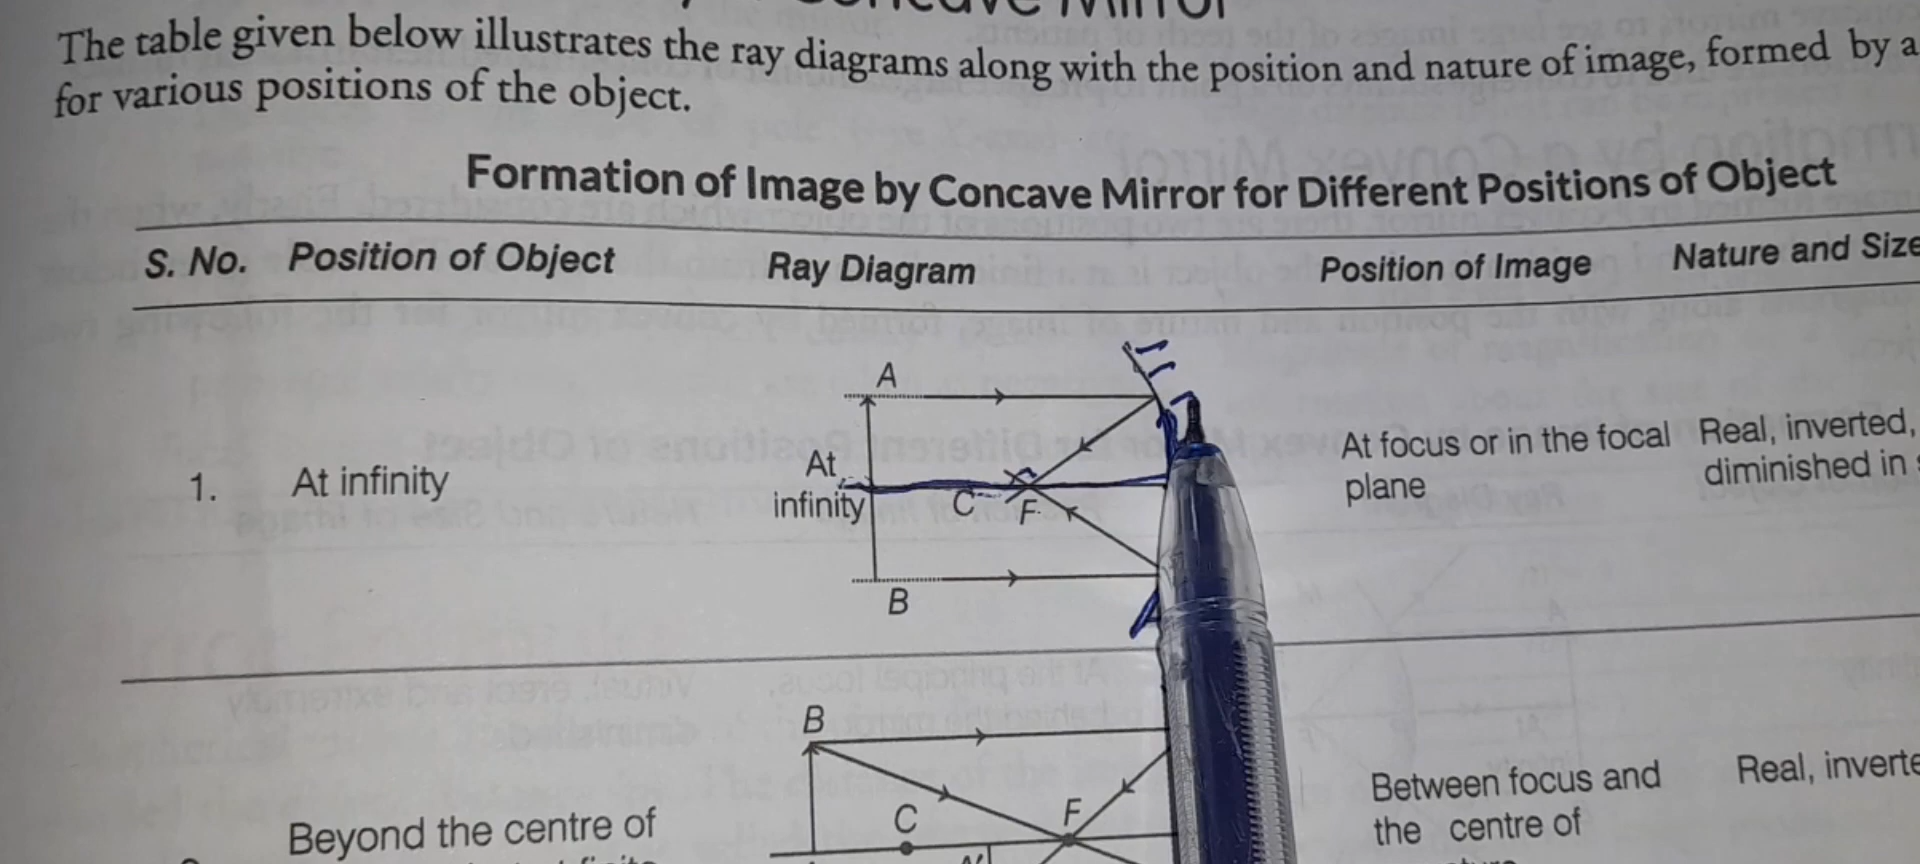 Concave Mirror
The table given below illustrates the ray diagrams along with the position and nature of image, formed by a
for various positions of the object.
Formation of Image by Concave Mirror for Different Positions of Object
S. No. Position of Object Ray Diagram Position of Image Nature and Size
A
1. At infinity
At
infinity
C F
B
At focus or in the focal
plane
Real, inverted,
diminished in
B
C F
Beyond the centre of
Between focus and
the centre of
Real, inverte